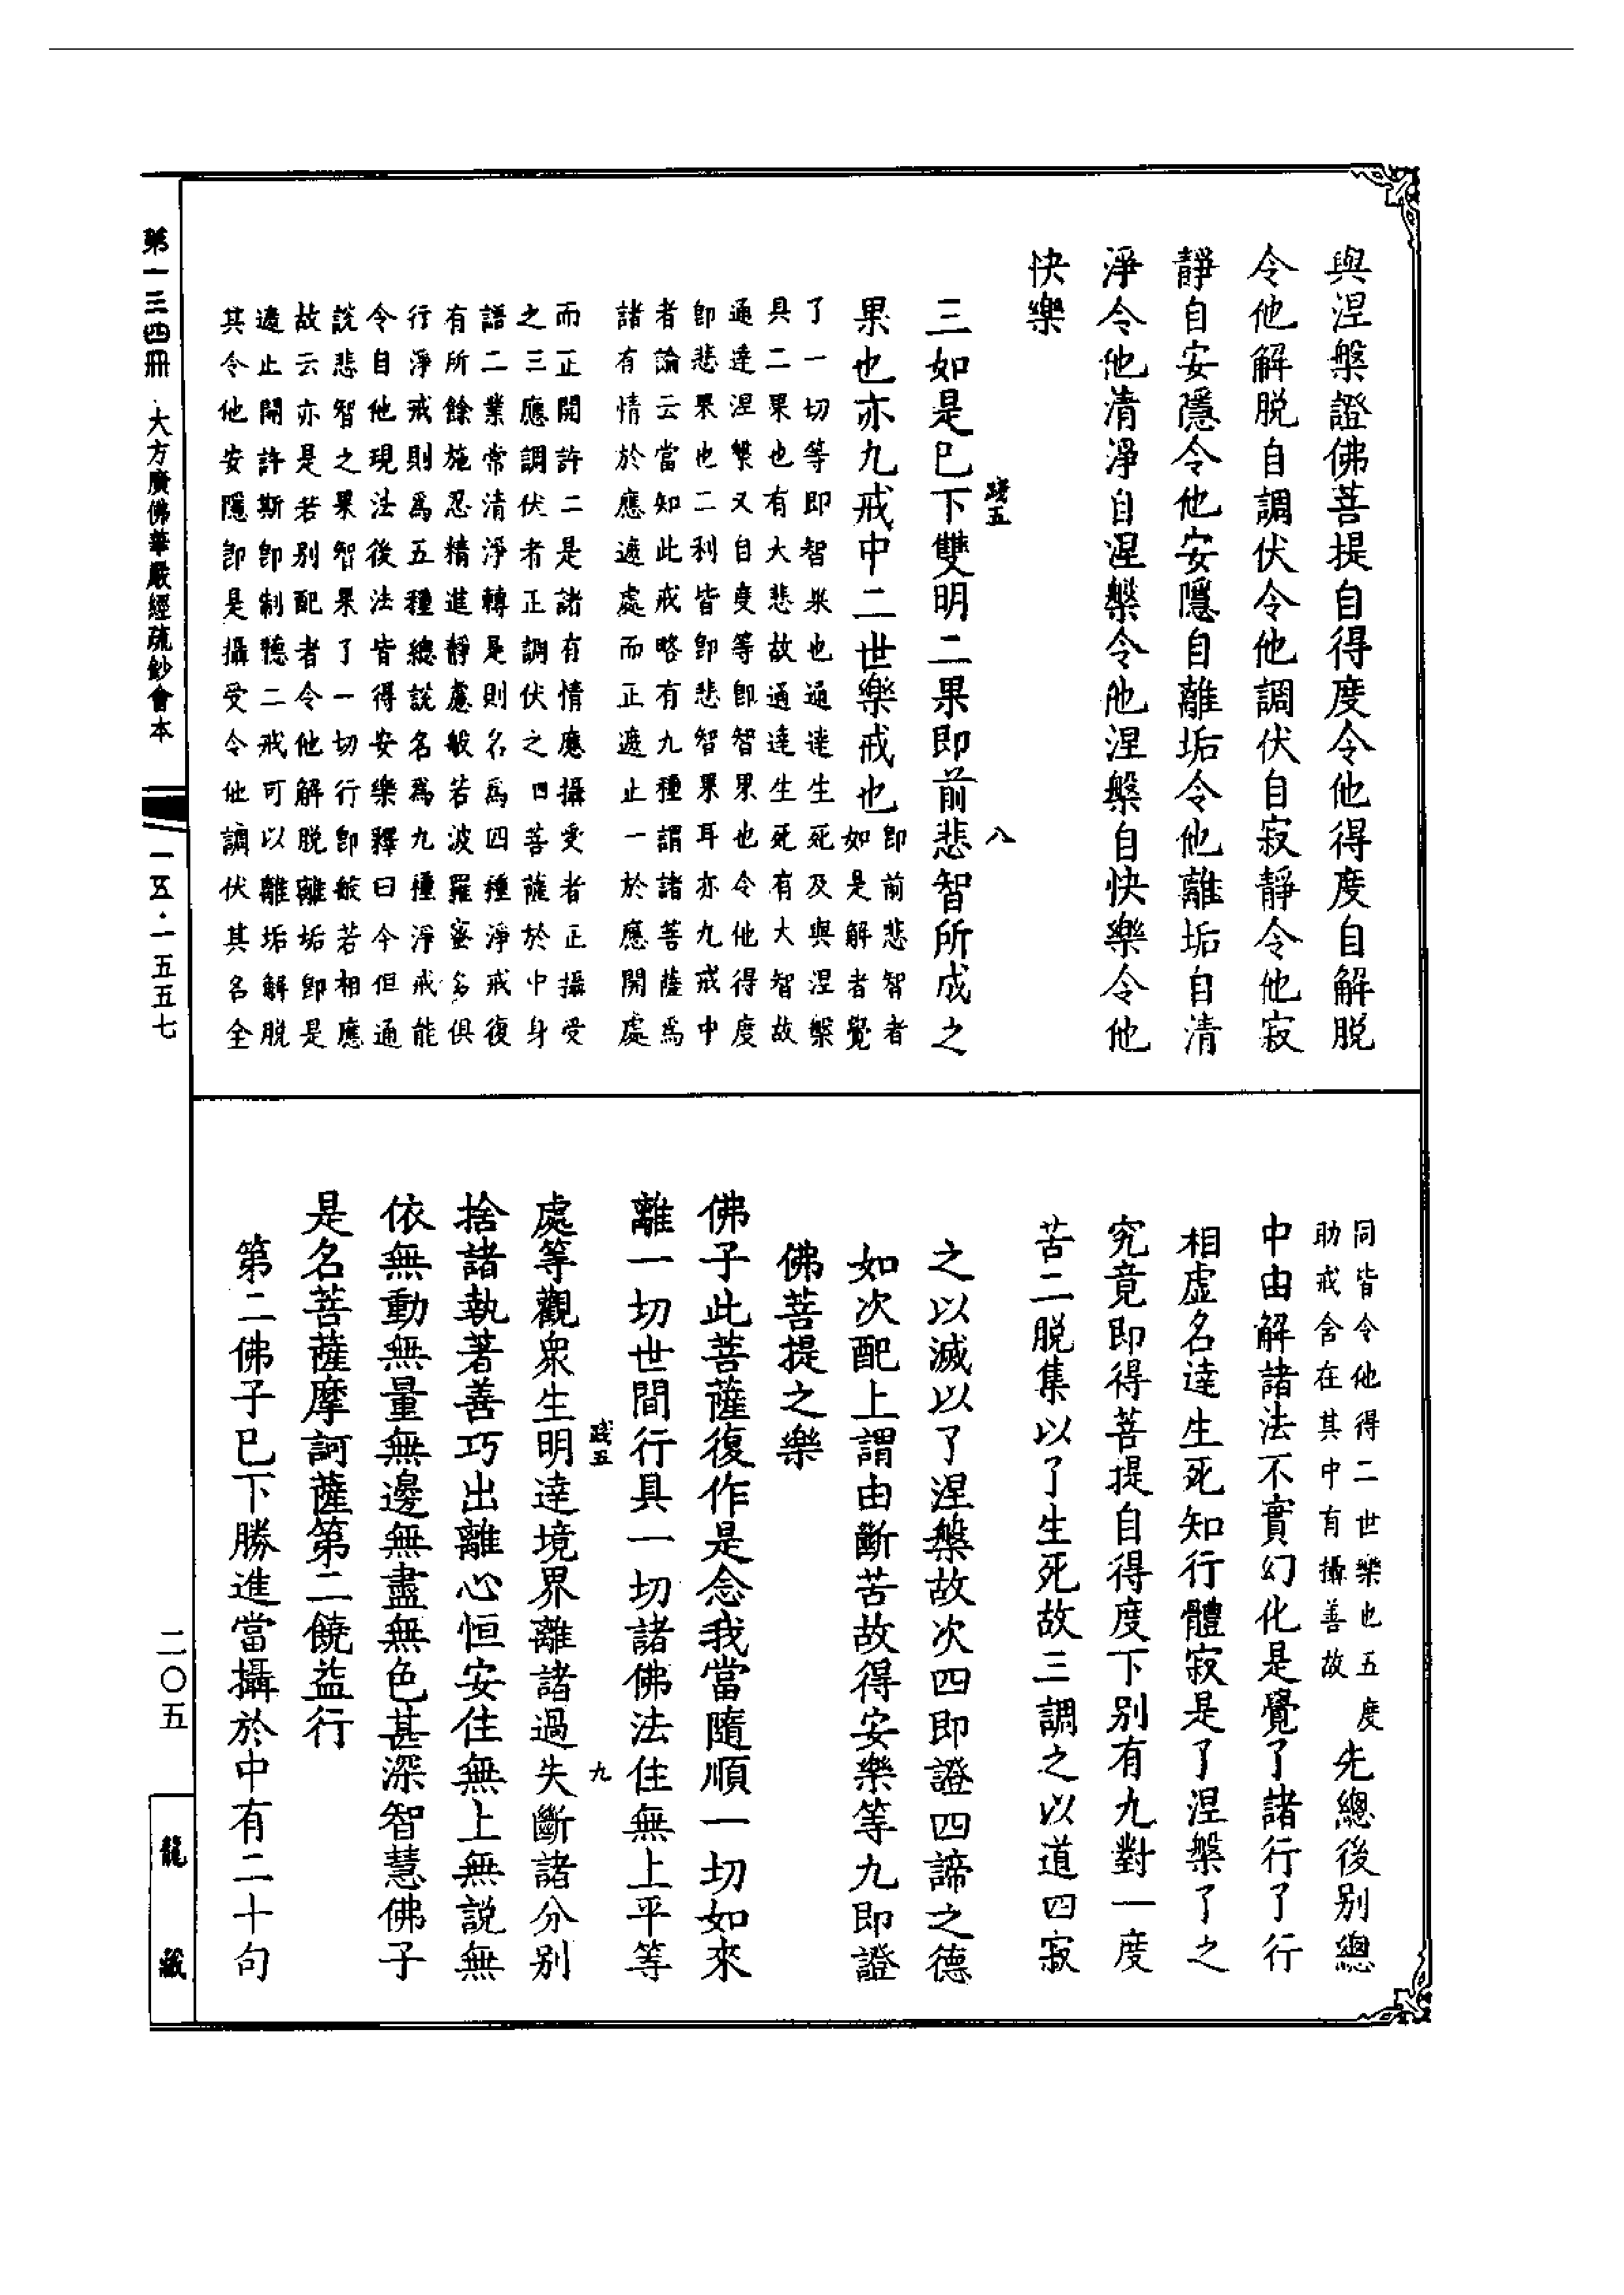 與涅槃證佛菩提自得度令他得度自解脱
令他解脱自調伏令他調伏自寂靜令他寂
靜自安隱令他安隱自離垢令他離垢自清
淨令他清淨自涅槃令他涅槃自快樂令他
快樂
踐五
八
三如是已下雙明二果即前悲智所成之
果也亦九戒中二世樂戒也
即前悲智者
如是解者覺
了一切等即智果也通達生死及與涅槃
具二果也有大悲故通達生死有大智故
通達涅槃又自度等即智果也令他得度
即悲果也二利皆即悲智果耳亦九戒中
者論云當知此戒略有九種謂諸菩薩爲
諸有情於應遮處而正遮止一於應開處
而正開許二是諸有情應攝受者正攝受
之三應調伏者正調伏之四菩薩於中身
語二業常清淨轉是則名爲四種淨戒復
有所餘施忍精進靜慮般若波羅蜜多俱
行淨戒則爲五種總說名爲九種淨戒能
令自他現法後法皆得安樂釋曰今但通
說悲智之果智果了一切行即般若相應
故云亦是若別配者令他解脱離垢即是
遮止開許斯即制聽二戒可以離垢解脱
其令他安隱即是攝受令他調伏其名全
同皆令他得二世樂也五度
助戒含在其中有攝善故
先總後别總
中由解諸法不實幻化是覺了諸行了行
相虛名達生死知行體寂是了涅槃了之
究竟即得菩提自得度下别有九對一度
苦二脱集以了生死故三調之以道四寂
之以滅以了涅槃故次四即證四諦之德
如次配上謂由斷苦故得安樂等九即證
佛菩提之樂
佛子此菩薩復作是念我當隨順一切如來
離一切世間行具一切諸佛法住無上平等
踐五
九
處等觀衆生明達境界離諸過失斷諸分别
捨諸執著善巧出離心恒安住無上無説無
依無動無量無邊無盡無色甚深智慧佛子
是名菩薩摩訶薩第二饒益行
第二佛子已下勝進當攝於中有二十句
第一三四冊
大方廣佛華嚴經疏鈔會本
一五·一五五七
二〇五
龍藏